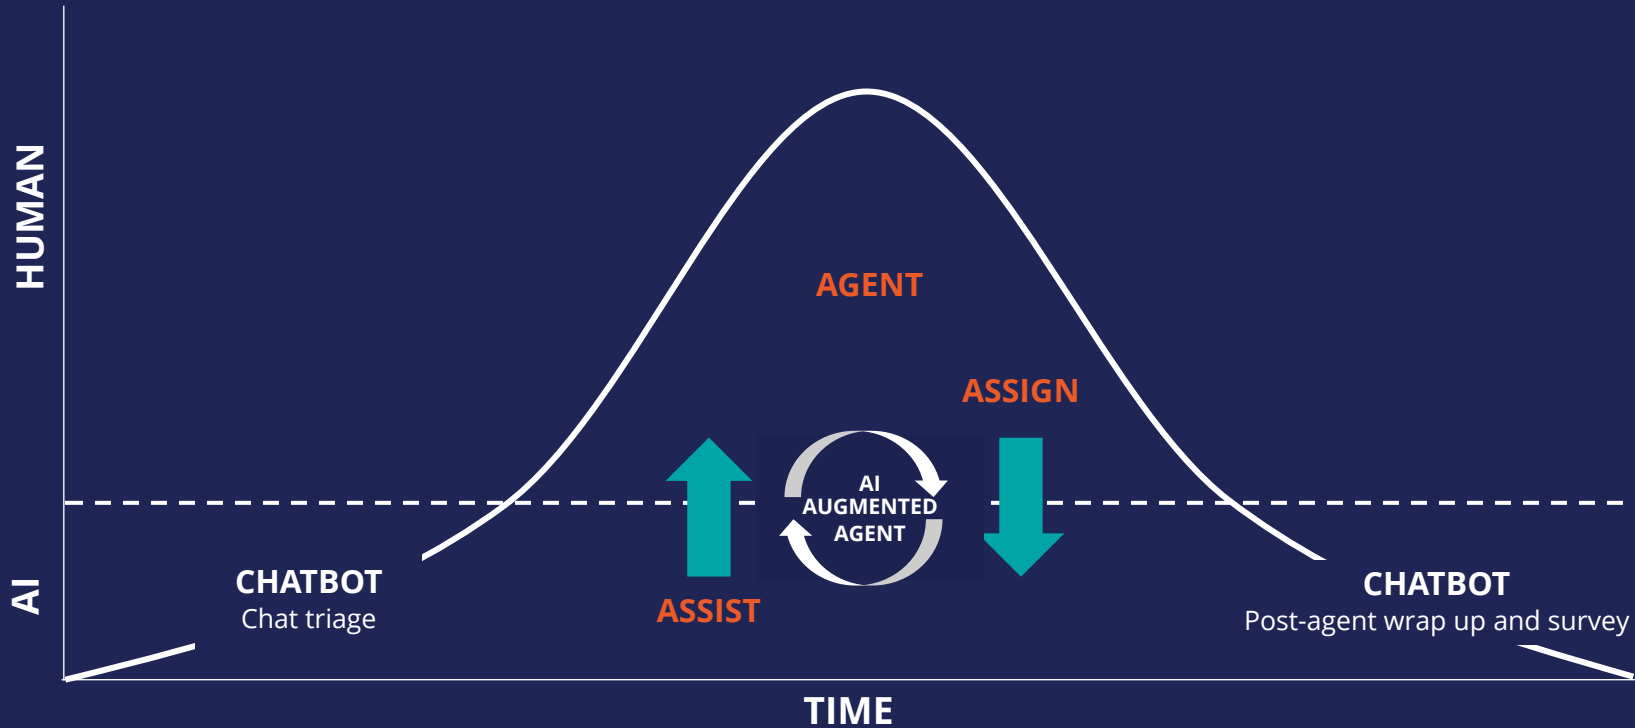 HUMAN
AGENT
ASSIGN
AI
AUGMENTED
AGENT
ASSIST
AI
CHATBOT
Chat triage
CHATBOT
Post-agent wrap up and survey
TIME